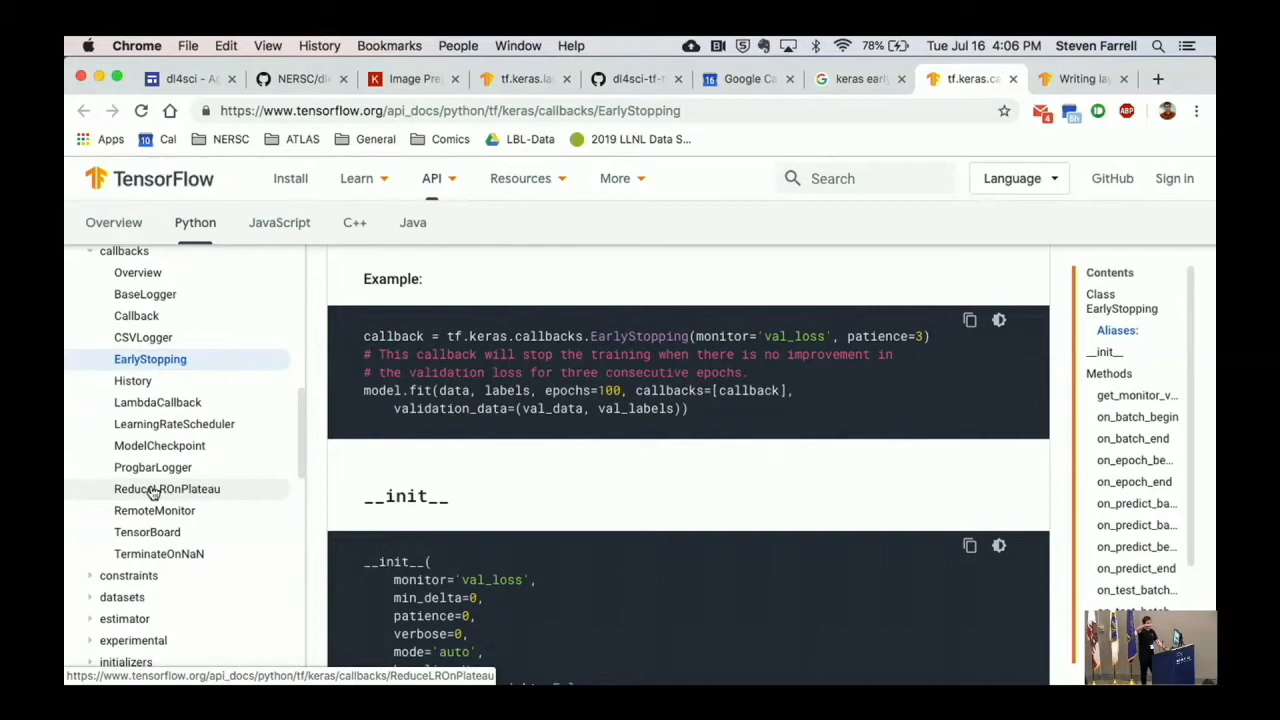 Chrome File Edit View History Bookmarks People Window Help 78% Tue Jul 16 4:06 PM Steven Farrell
dl4sci - A NERSC/dl Image Pre tf.keras.la dl4sci-tf-t Google Ca keras earl tf.keras.ca Writing la
https://www.tensorflow.org/api_docs/python/tf/keras/callbacks/EarlyStopping
Apps Cal NERSC ATLAS General Comics LBL-Data 2019 LLNL Data S...
TensorFlow Install Learn API Resources More Search Language GitHub Sign in
Overview Python JavaScript C++ Java
callbacks
Overview
BaseLogger
Callback
CSVLogger
EarlyStopping
History
LambdaCallback
LearningRateScheduler
ModelCheckpoint
ProgbarLogger
ReduceLROnPlateau
RemoteMonitor
TensorBoard
TerminateOnNaN
constraints
datasets
estimator
experimental
initializers
https://www.tensorflow.org/api_docs/python/tf/keras/callbacks/ReduceLROnPlateau
Example:
callback = tf.keras.callbacks.EarlyStopping(monitor='val_loss', patience=3)
# This callback will stop the training when there is no improvement in
# the validation loss for three consecutive epochs.
model.fit(data, labels, epochs=100, callbacks=[callback],
validation_data=(val_data, val_labels))
__init__
__init__(
monitor='val_loss',
min_delta=0,
patience=0,
verbose=0,
mode='auto',
Contents
Class
EarlyStopping
Aliases:
__init__
Methods
get_monitor_v...
on_batch_begin
on_batch_end
on_epoch_be...
on_epoch_end
on_predict_ba...
on_predict_ba...
on_predict_be...
on_predict_end
on_test_batch...